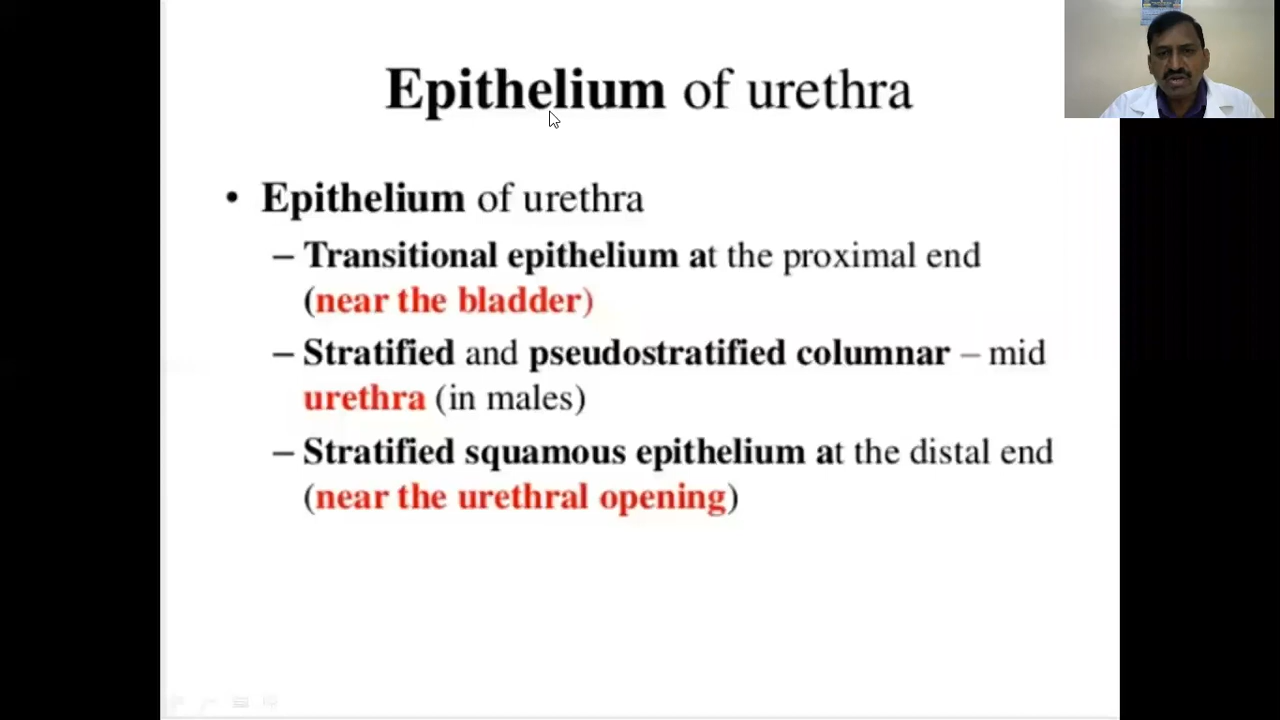 Epithelium of urethra
• Epithelium of urethra
– Transitional epithelium at the proximal end
(near the bladder)
– Stratified and pseudostratified columnar – mid
urethra (in males)
– Stratified squamous epithelium at the distal end
(near the urethral opening)